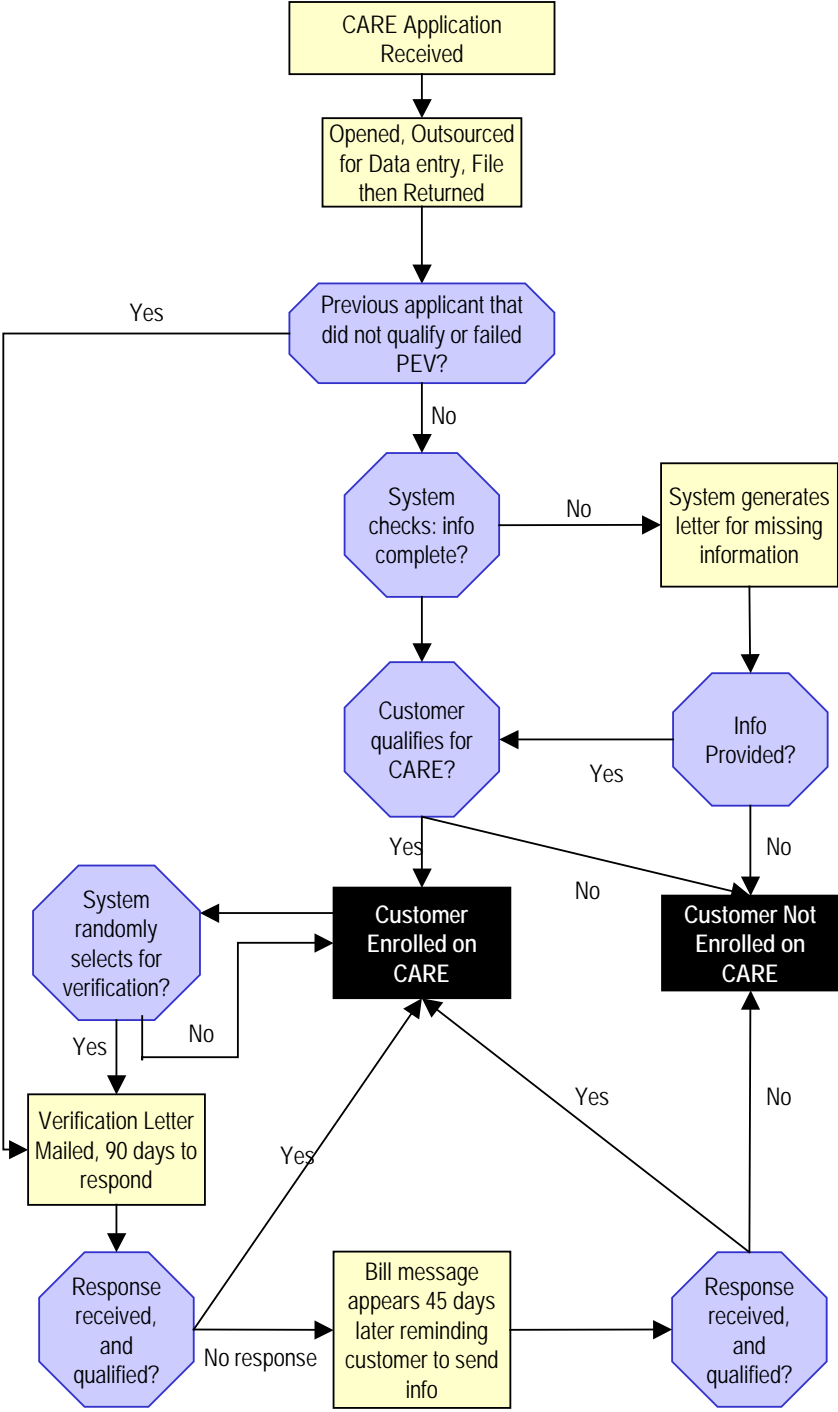 CARE Application
Received
Opened, Outsourced
for Data entry, File
then Returned
Yes
Previous applicant that
did not qualify or failed
PEV?
No
System
checks: info
complete?
No
System generates
letter for missing
information
Customer
qualifies for
CARE?
Yes
Info
Provided?
Yes
No
No
System
randomly
selects for
verification?
Customer
Enrolled on
CARE
Customer Not
Enrolled on
CARE
Yes
No
Verification Letter
Mailed, 90 days to
respond
Yes
Yes
No
Response
received,
and
qualified?
No response
Bill message
appears 45 days
later reminding
customer to send
info
Response
received,
and
qualified?